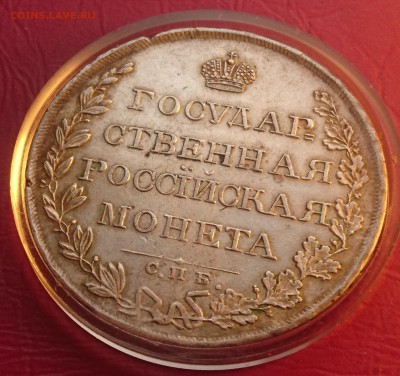 COINS.LAVE.RU
ГОСУДАР
СТВЕННАЯ
РОССІЙСКАЯ
МОНЕТА
С.П.Б.